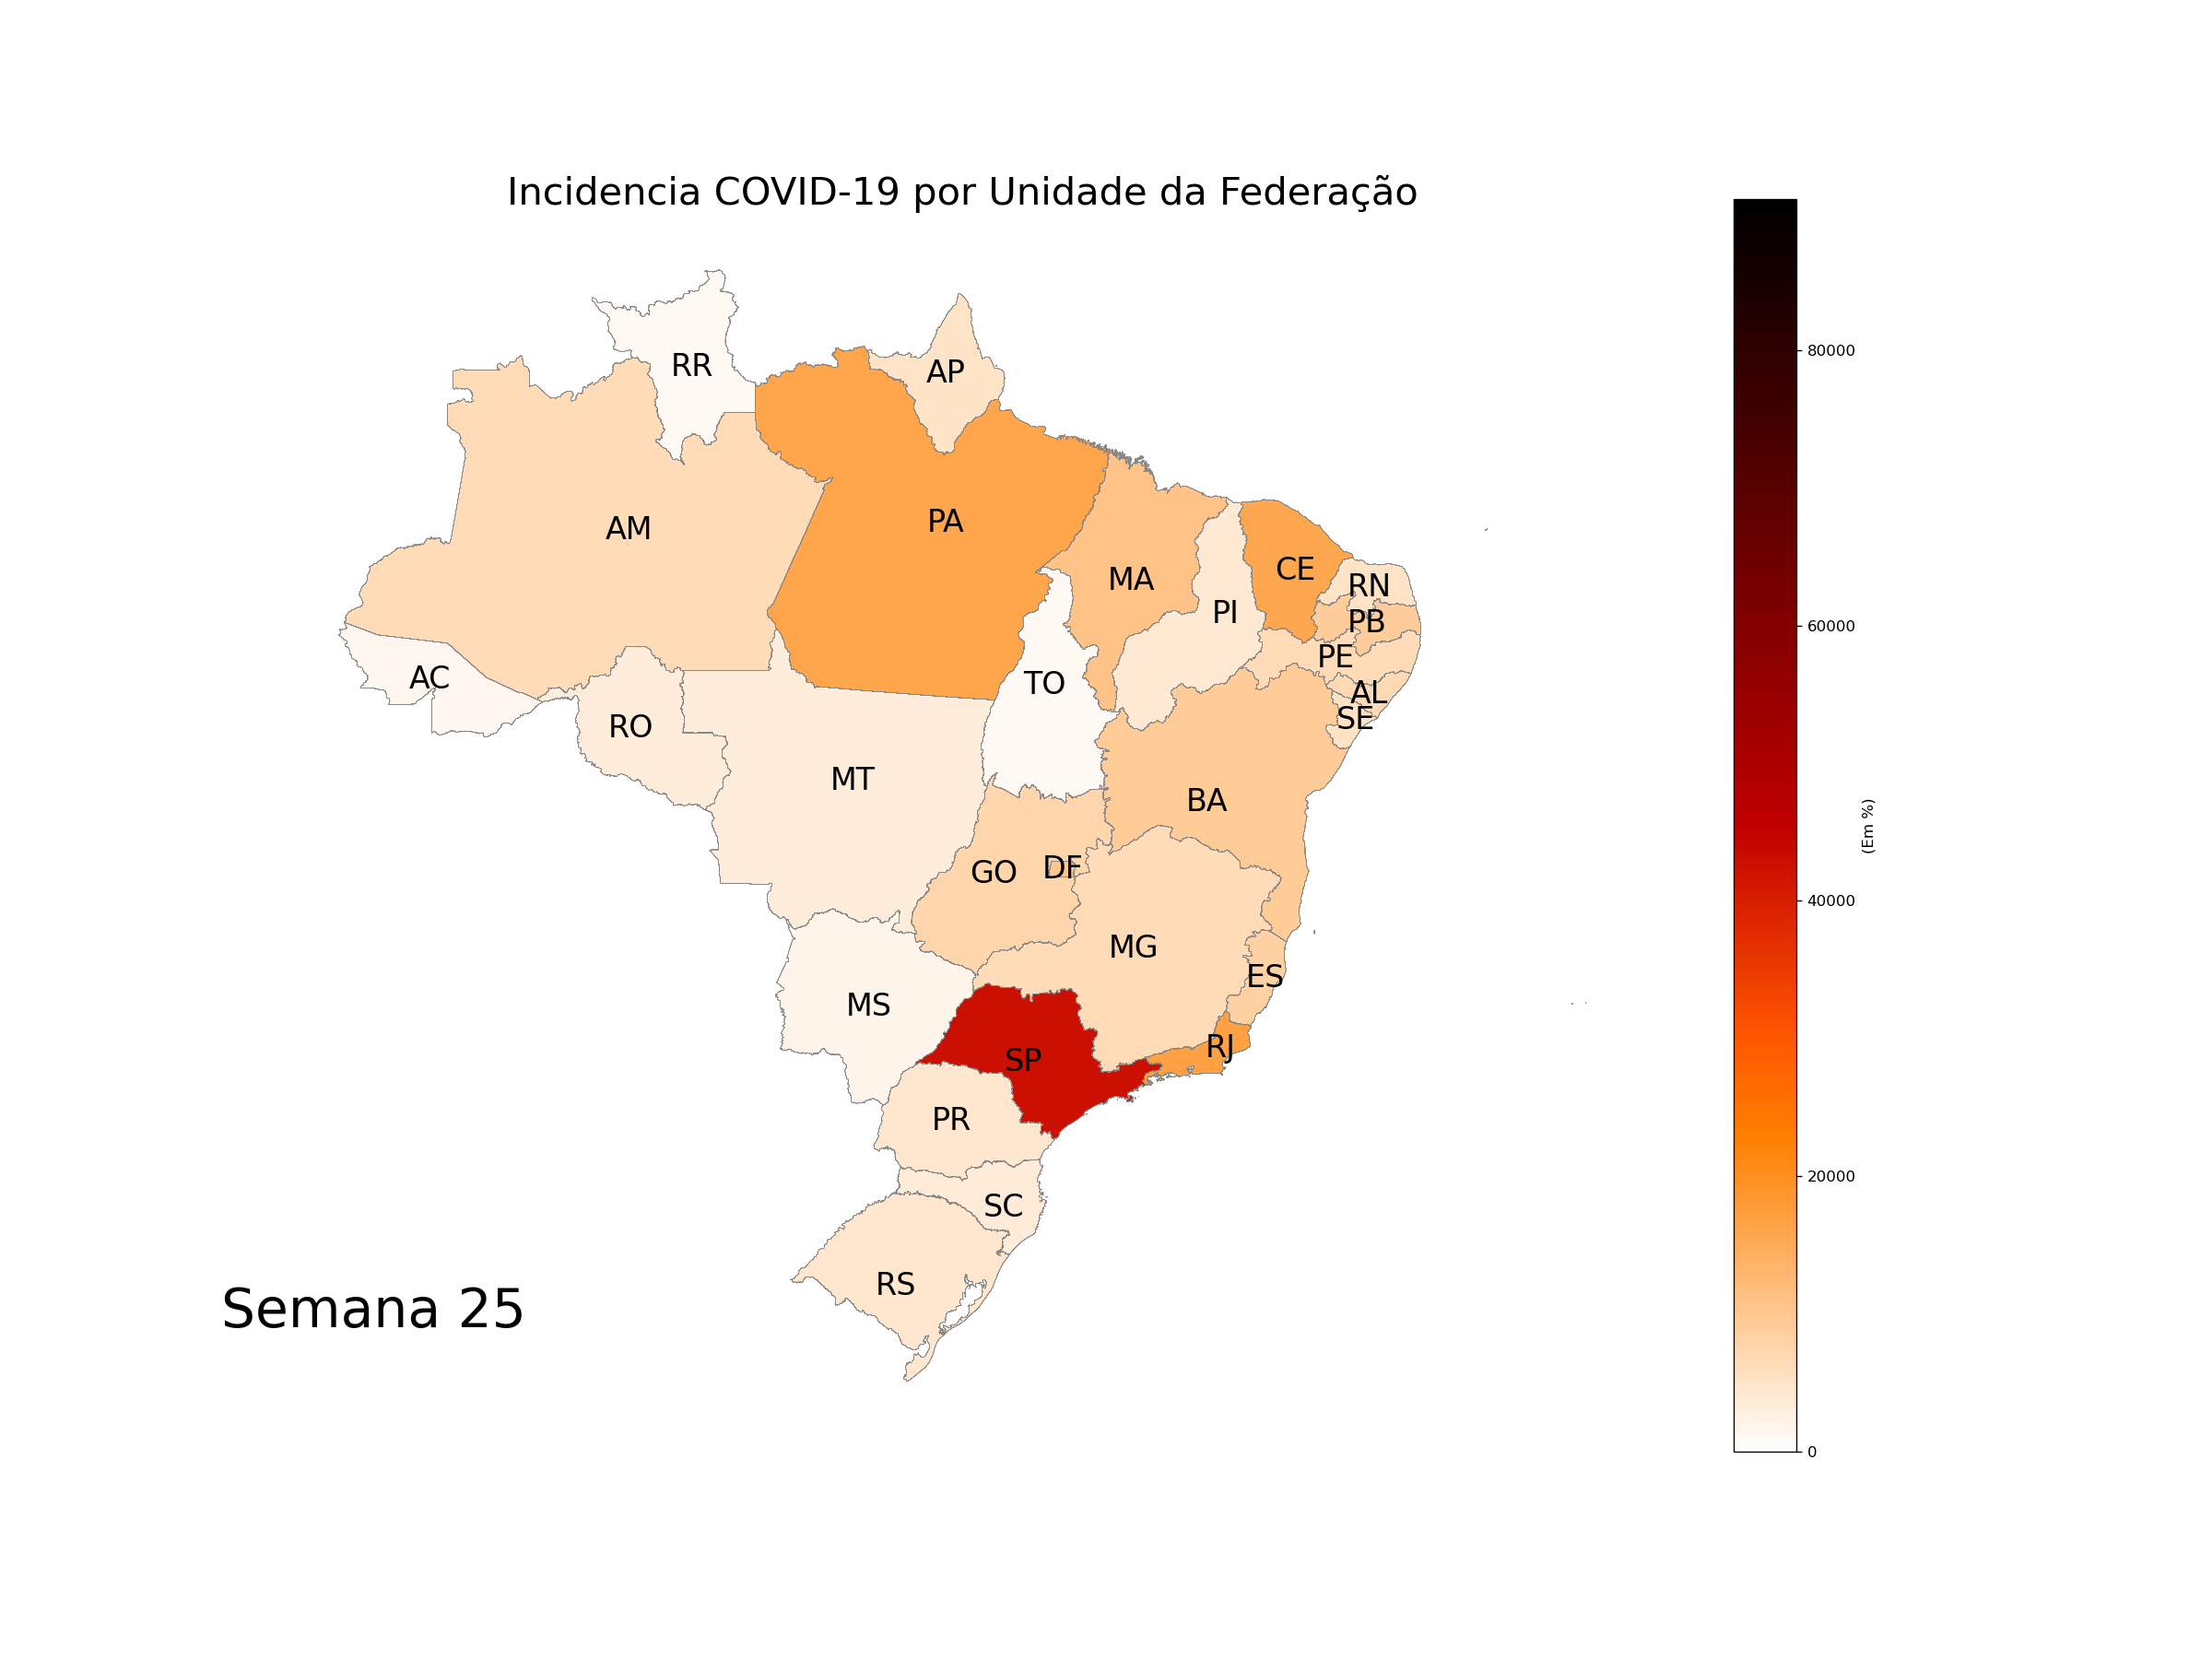 Incidencia COVID-19 por Unidade da Federação
RR
AP
AM
PA
MA
CE
RN
PI
PB
PE
AC
TO
AL
SE
RO
MT
BA
GO
DF
MG
ES
MS
RJ
SP
PR
SC
RS
Semana 25
80000
60000
40000
20000
0
(Em %)